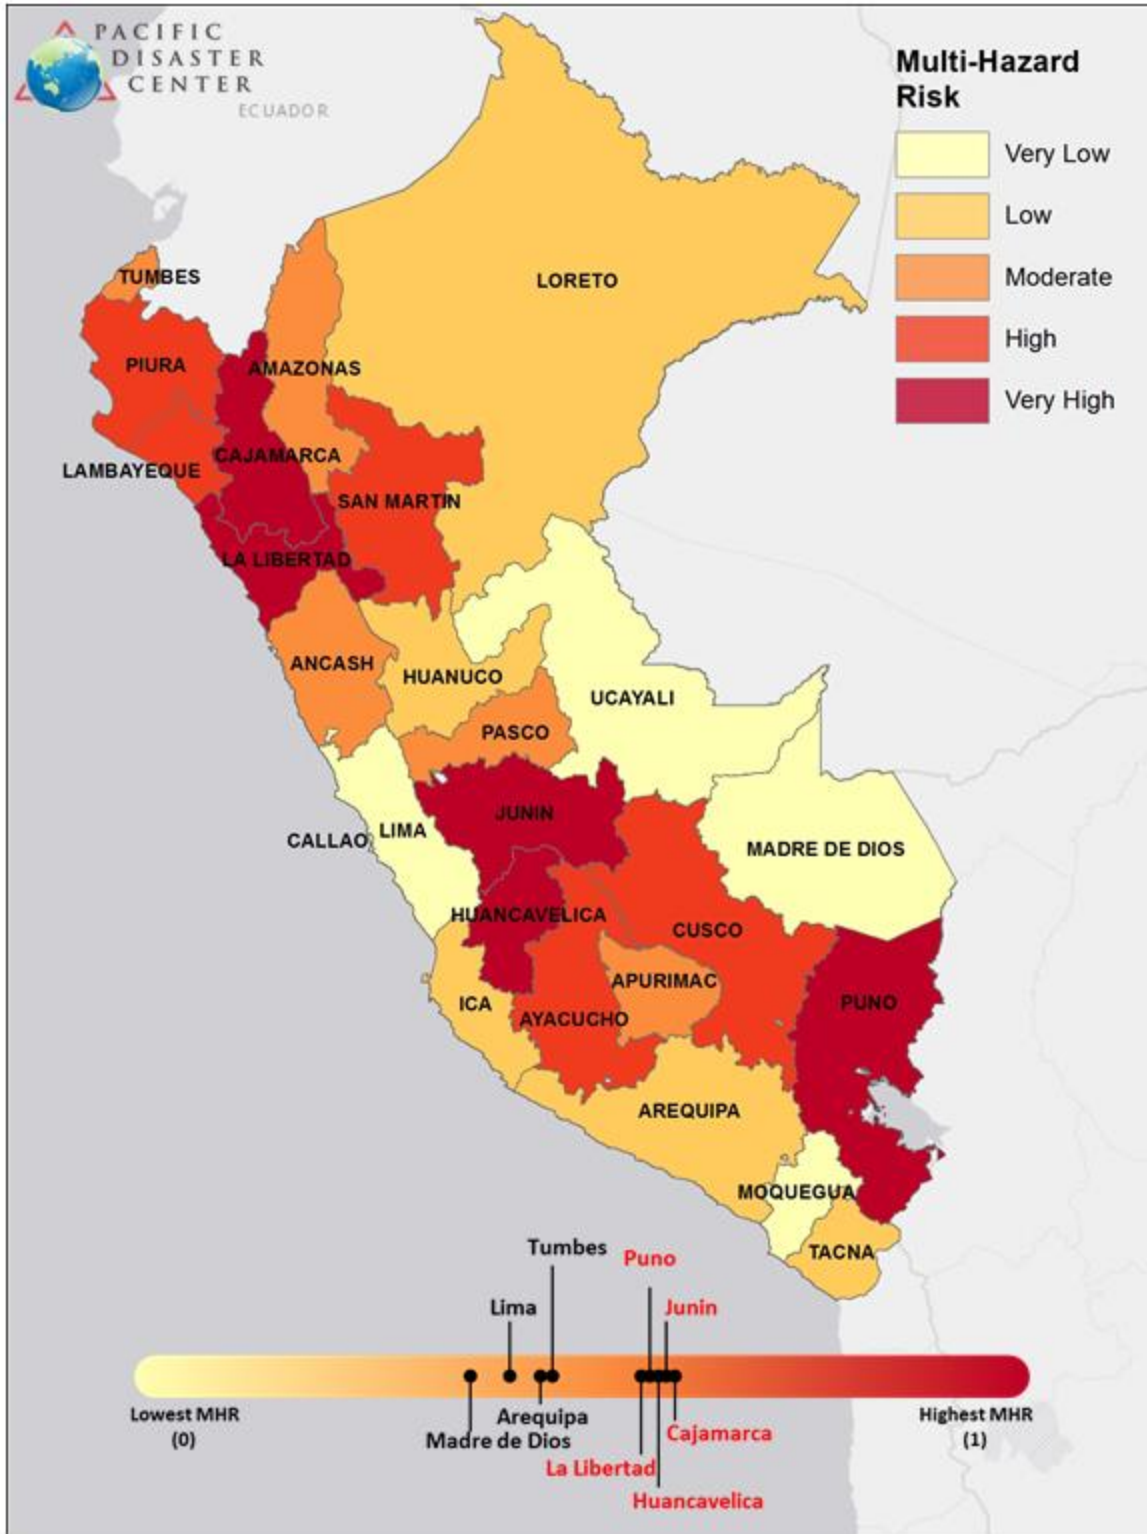 PACIFIC
DISASTER
CENTER
ECUADOR
Multi-Hazard
Risk
Very Low
Low
Moderate
High
Very High
TUMBES
LORETO
PIURA
AMAZONAS
CAJAMARCA
LAMBAYEQUE
SAN MARTIN
LA LIBERTAD
ANCASH
HUANUCO
UCAYALI
PASCO
JUNIN
CALLAO
LIMA
MADRE DE DIOS
HUANCAVELICA
CUSCO
APURIMAC
ICA
AYACUCHO
PUNO
AREQUIPA
MOQUEGUA
TACNA
Tumbes
Puno
Lima
Junin
Lowest MHR
(0)
Highest MHR
(1)
Arequipa
Madre de Dios
Cajamarca
La Libertad
Huancavelica